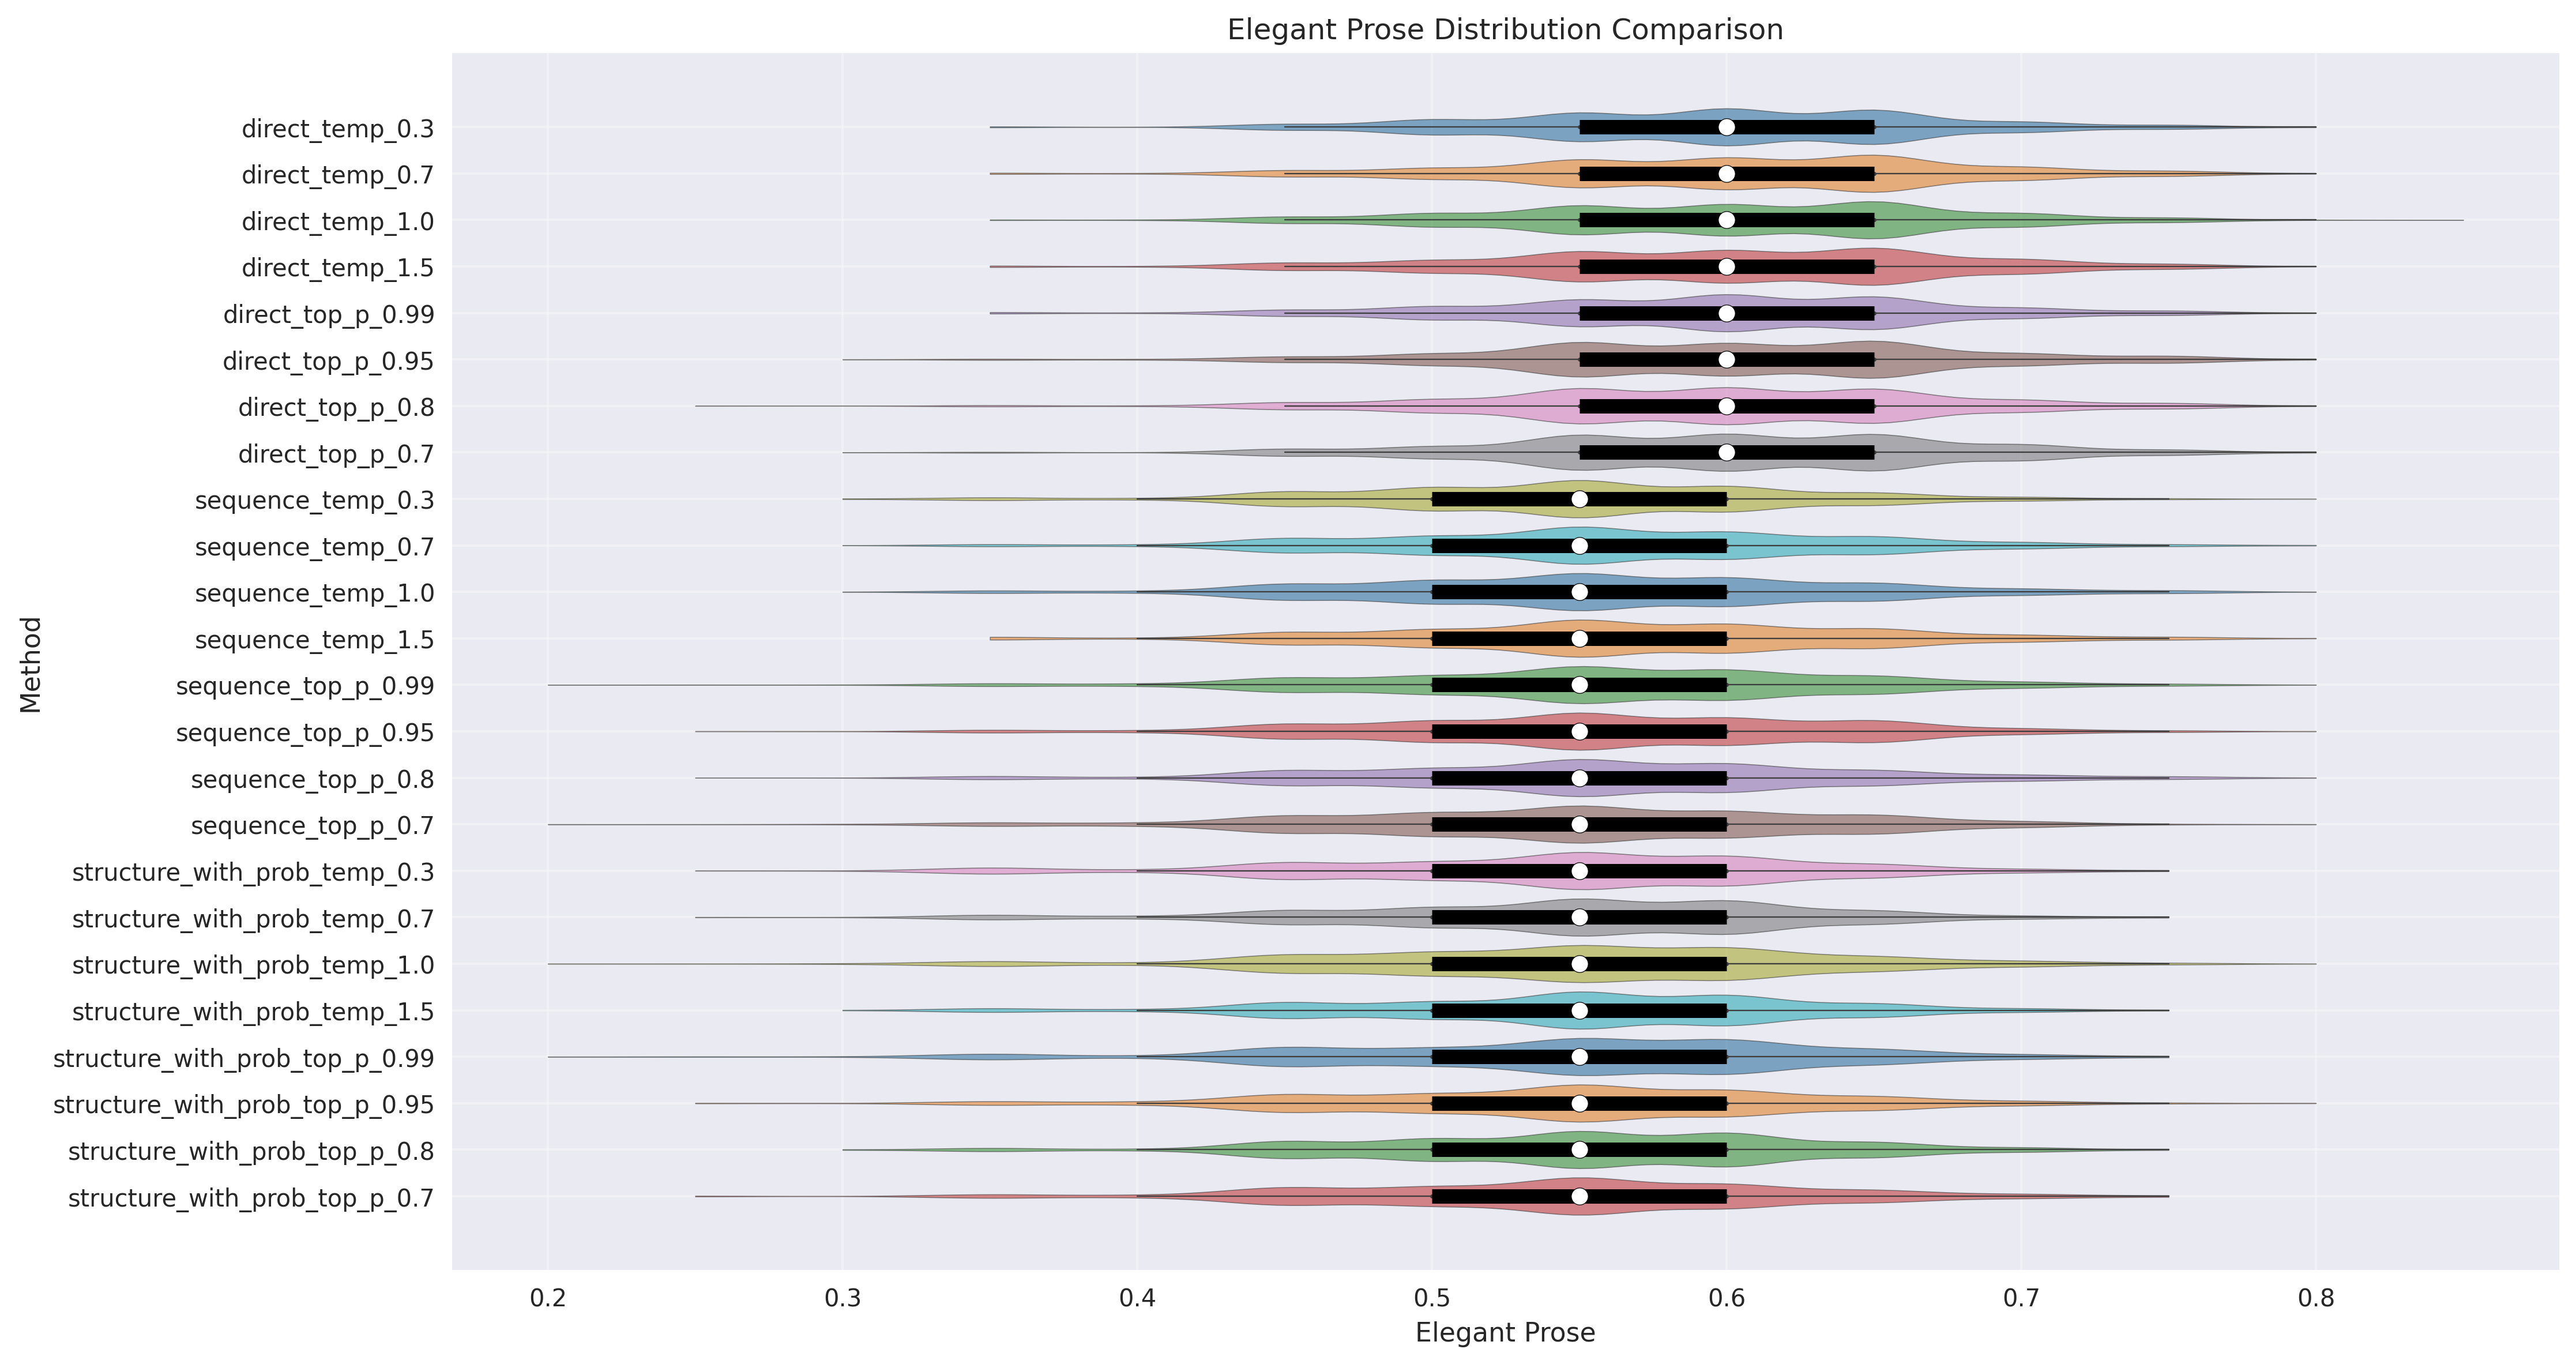 Elegant Prose Distribution Comparison
Method
direct_temp_0.3
direct_temp_0.7
direct_temp_1.0
direct_temp_1.5
direct_top_p_0.99
direct_top_p_0.95
direct_top_p_0.8
direct_top_p_0.7
sequence_temp_0.3
sequence_temp_0.7
sequence_temp_1.0
sequence_temp_1.5
sequence_top_p_0.99
sequence_top_p_0.95
sequence_top_p_0.8
sequence_top_p_0.7
structure_with_prob_temp_0.3
structure_with_prob_temp_0.7
structure_with_prob_temp_1.0
structure_with_prob_temp_1.5
structure_with_prob_top_p_0.99
structure_with_prob_top_p_0.95
structure_with_prob_top_p_0.8
structure_with_prob_top_p_0.7
0.2 0.3 0.4 0.5 0.6 0.7 0.8
Elegant Prose